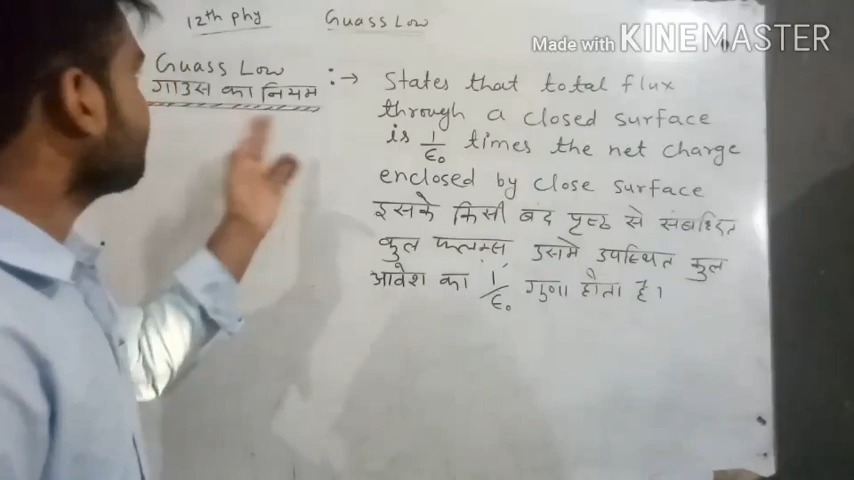 12th phy Guass Low
Made with KINEMASTER
Guass Low
गाउस का नियम :→ States that total flux
through a closed surface
is 1/ε₀ times the net charge
enclosed by close surface
इसके किसी बंद पृष्ठ से संबाधित
कुल फ्लक्स उसमे उपस्थित कुल
आवेश का 1/ε₀ गुणा होता है।